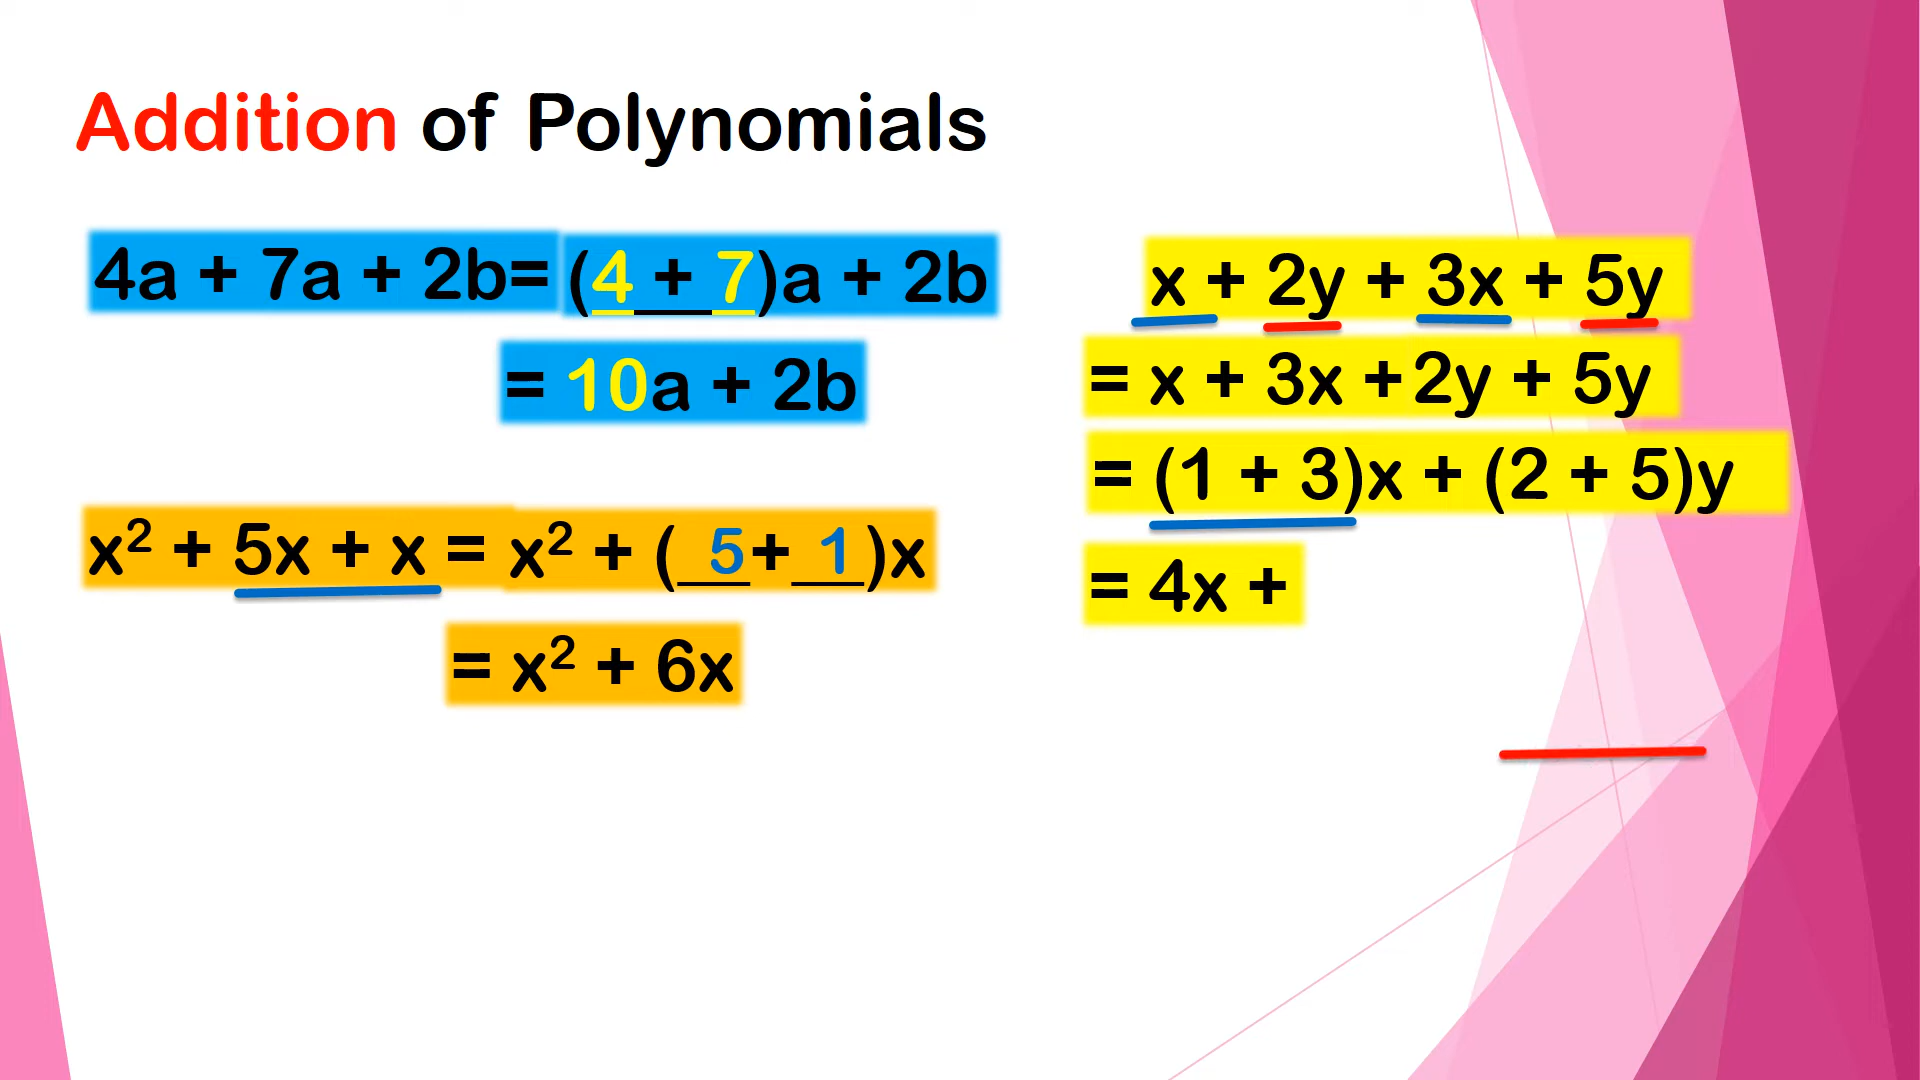 Addition of Polynomials
4a + 7a + 2b= (4 + 7)a + 2b
= 10a + 2b
x² + 5x + x = x² + ( 5+ 1 )x
= x² + 6x
x + 2y + 3x + 5y
= x + 3x + 2y + 5y
= (1 + 3)x + (2 + 5)y
= 4x +